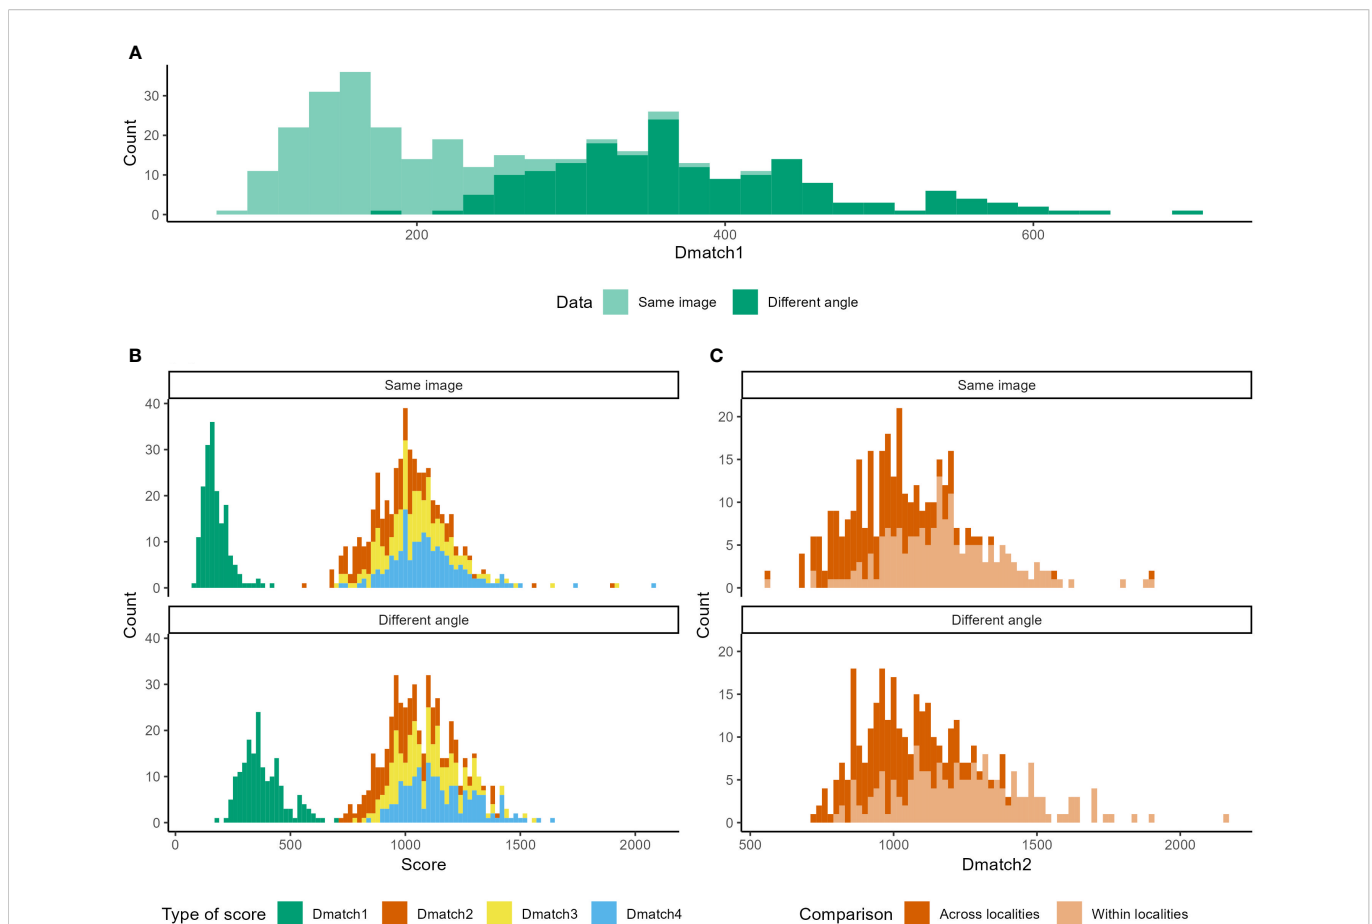 A
Count
30
20
10
0
200 400 600
Dmatch1
Data Same image Different angle
B
Same image
40
30
20
10
0
Different angle
40
30
20
10
0
Count
0 500 1000 1500 2000
Score
Type of score Dmatch1 Dmatch2 Dmatch3 Dmatch4
C
Same image
20
15
10
5
0
Different angle
20
15
10
5
0
Count
500 1000 1500 2000
Dmatch2
Comparison Across localities Within localities